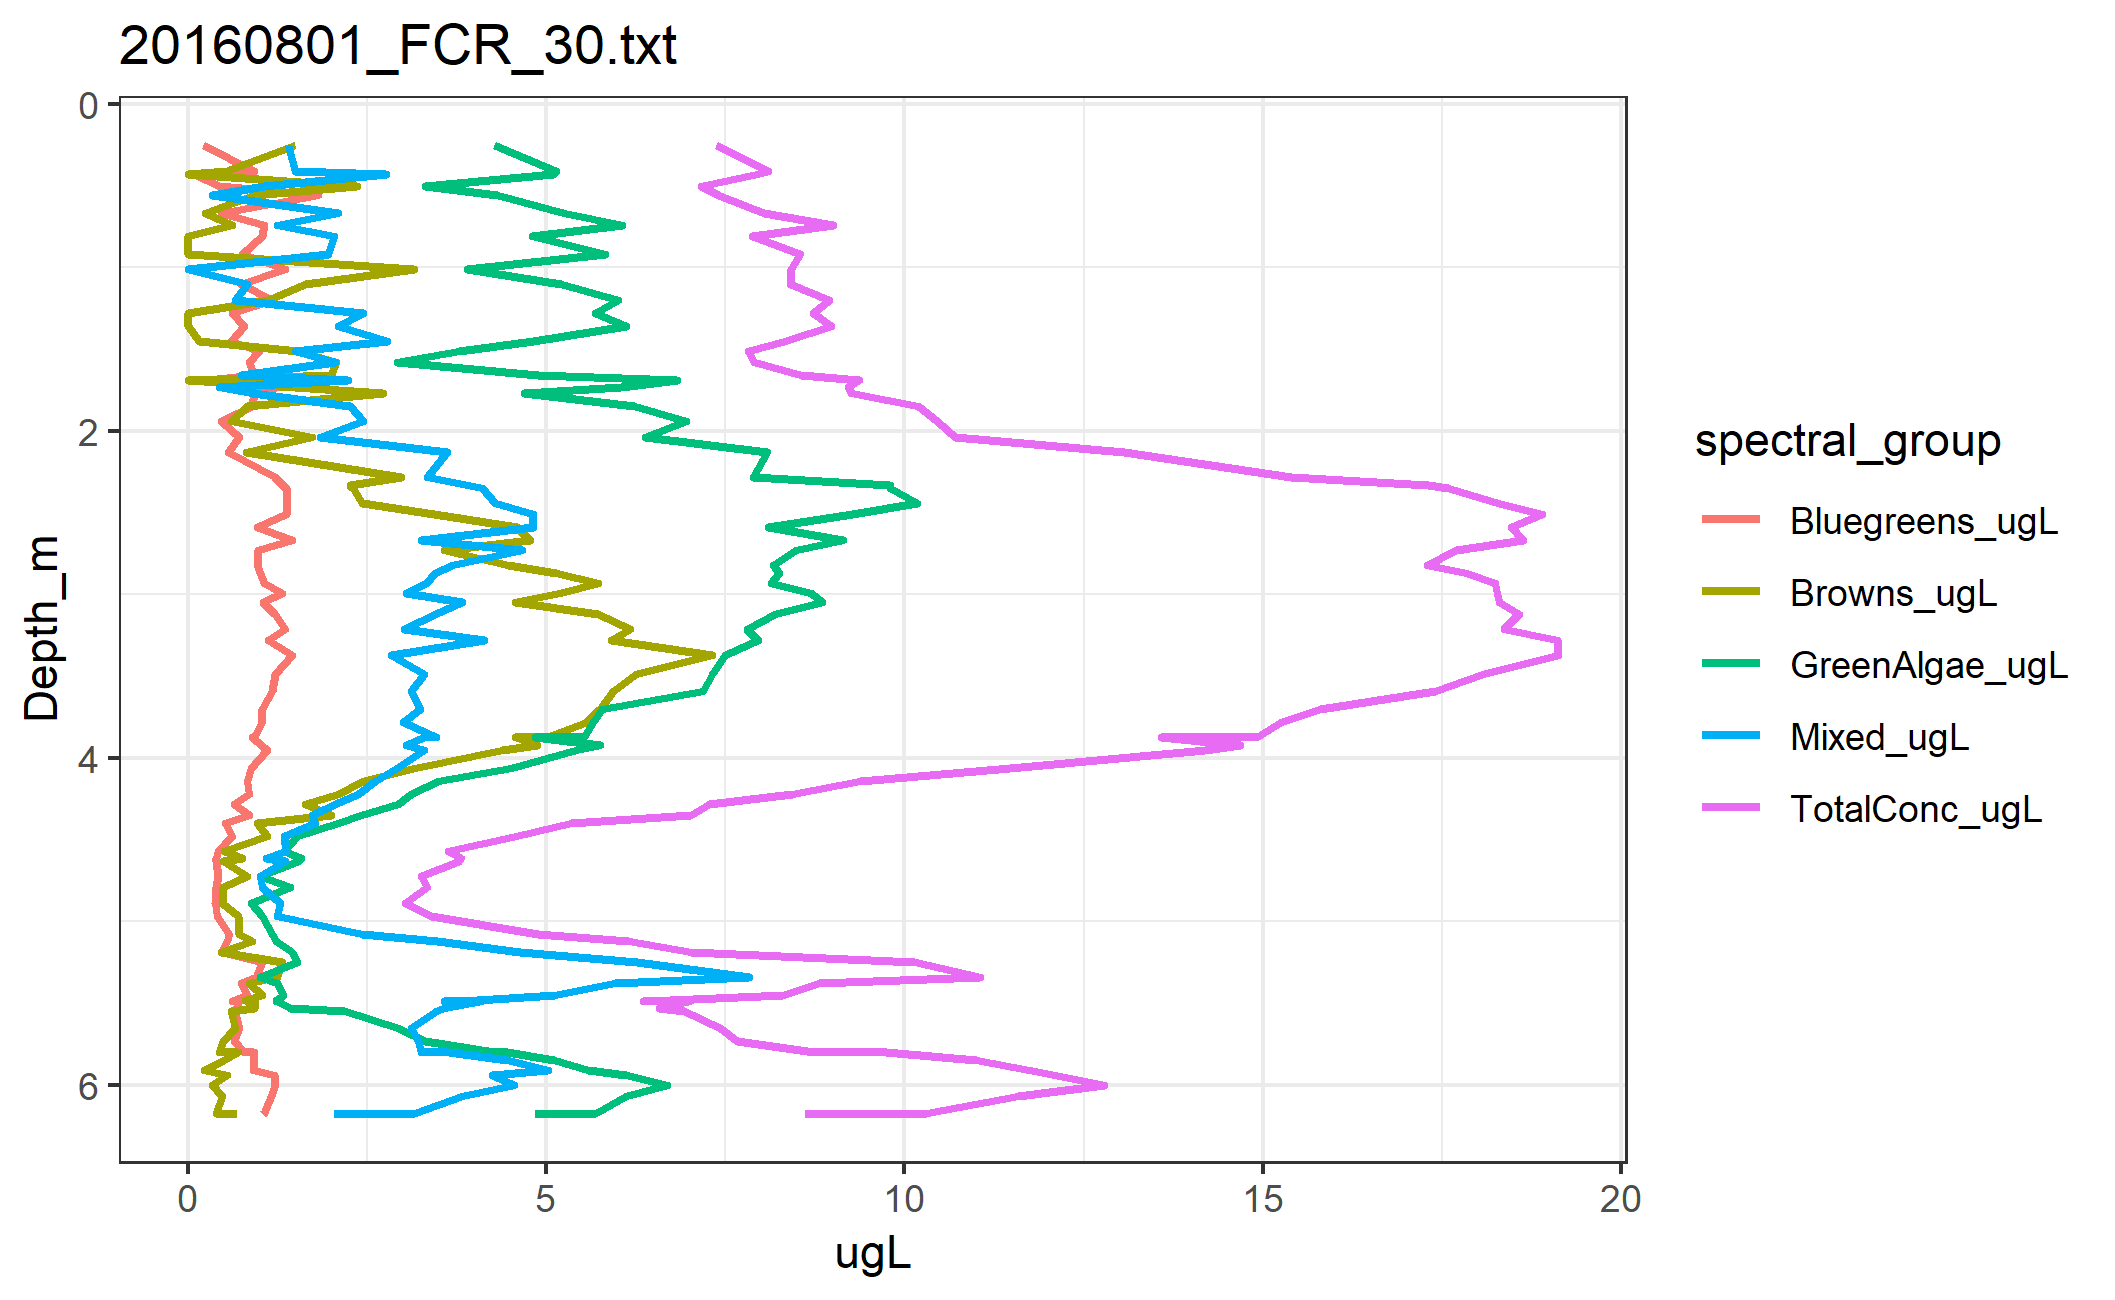 20160801_FCR_30.txt
0
2
4
6
Depth_m
0
5
10
15
20
ugL
spectral_group
Bluegreens_ugL
Browns_ugL
GreenAlgae_ugL
Mixed_ugL
TotalConc_ugL